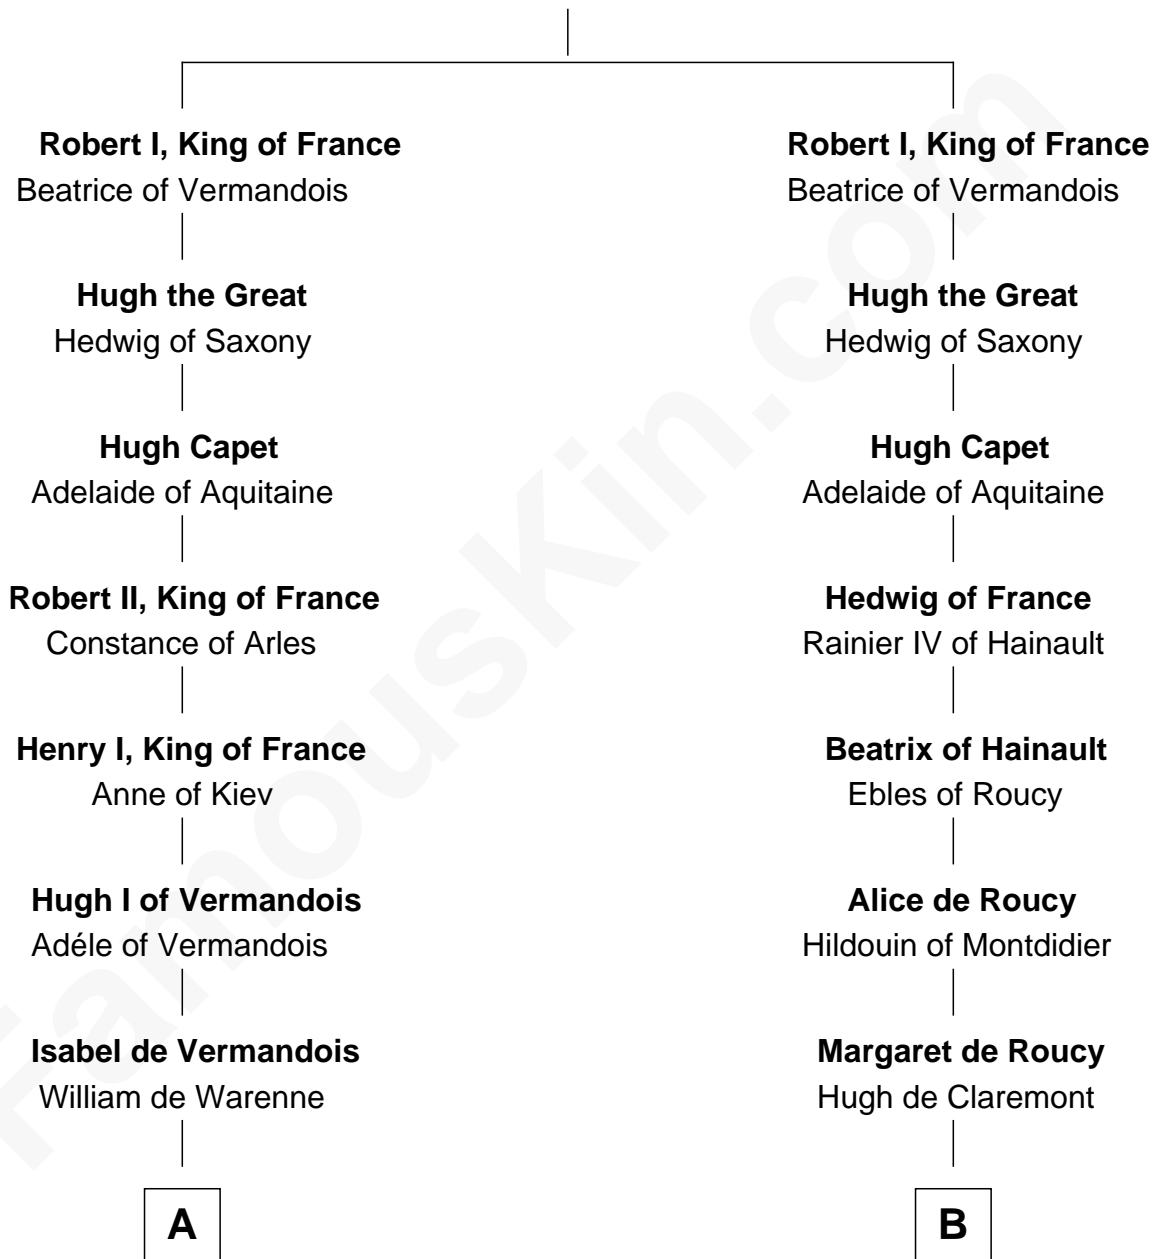 Robert I, King of France
Beatrice of Vermandois
Hugh the Great
Hedwig of Saxony
Hugh Capet
Adelaide of Aquitaine
Robert II, King of France
Constance of Arles
Henry I, King of France
Anne of Kiev
Hugh I of Vermandois
Adéle of Vermandois
Isabel de Vermandois
William de Warenne
A
Robert I, King of France
Beatrice of Vermandois
Hugh the Great
Hedwig of Saxony
Hugh Capet
Adelaide of Aquitaine
Hedwig of France
Rainier IV of Hainault
Beatrix of Hainault
Ebles of Roucy
Alice de Roucy
Hildouin of Montdidier
Margaret de Roucy
Hugh de Claremont
B
FamousKin.com